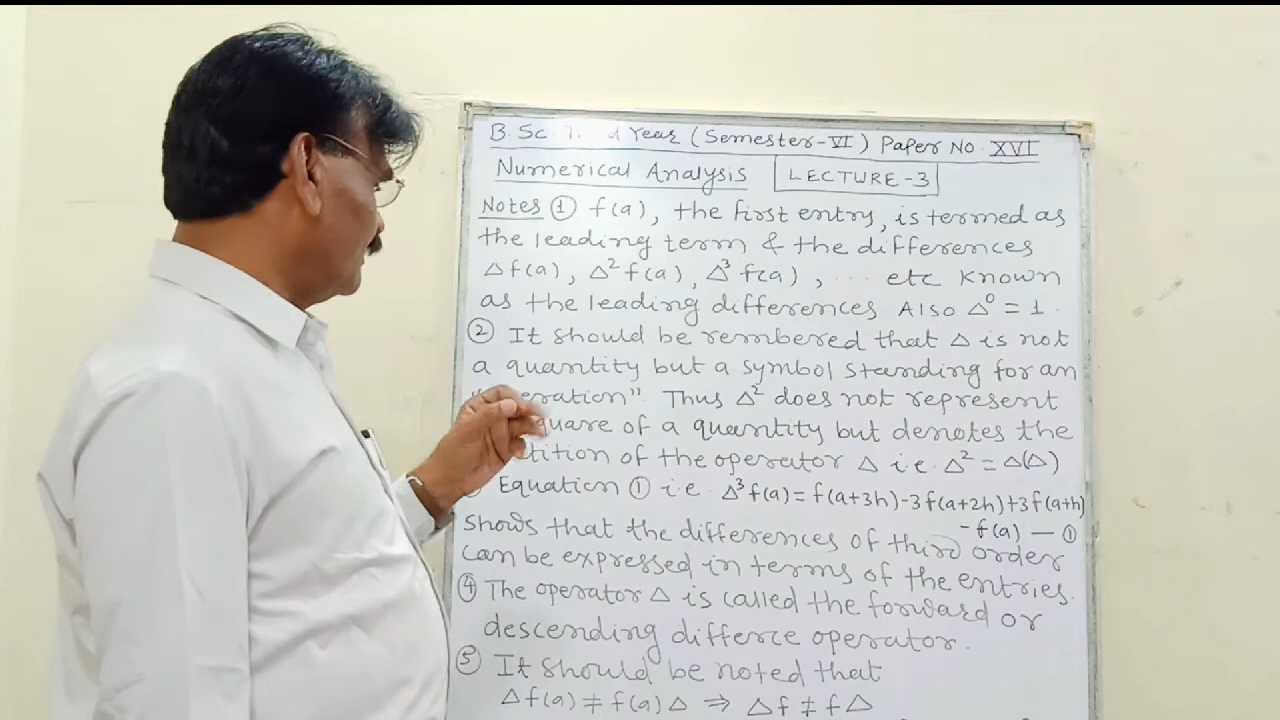 B.Sc. d Year (Semester-VI) Paper No. XVI
Numerical Analysis LECTURE-3
Notes ① f(a), the first entry, is termed as
the leading term & the differences
Δf(a), Δ²f(a), Δ³f(a), ... etc known
as the leading differences Also Δ⁰ = 1.
② It should be rembered that Δ is not
a quantity but a symbol standing for an
eration". Thus Δ² does not represent
quare of a quantity but denotes the
tition of the operator Δ i.e. Δ² = Δ(Δ)
Equation ① i.e. Δ³f(a) = f(a+3h)-3f(a+2h)+3f(a+h)
-f(a) — ①
shows that the differences of third order
can be expressed in terms of the entries.
④ The operator Δ is called the forward or
descending differce operator.
⑤ It should be noted that
Δf(a) ≠ f(a)Δ ⇒ Δf ≠ fΔ